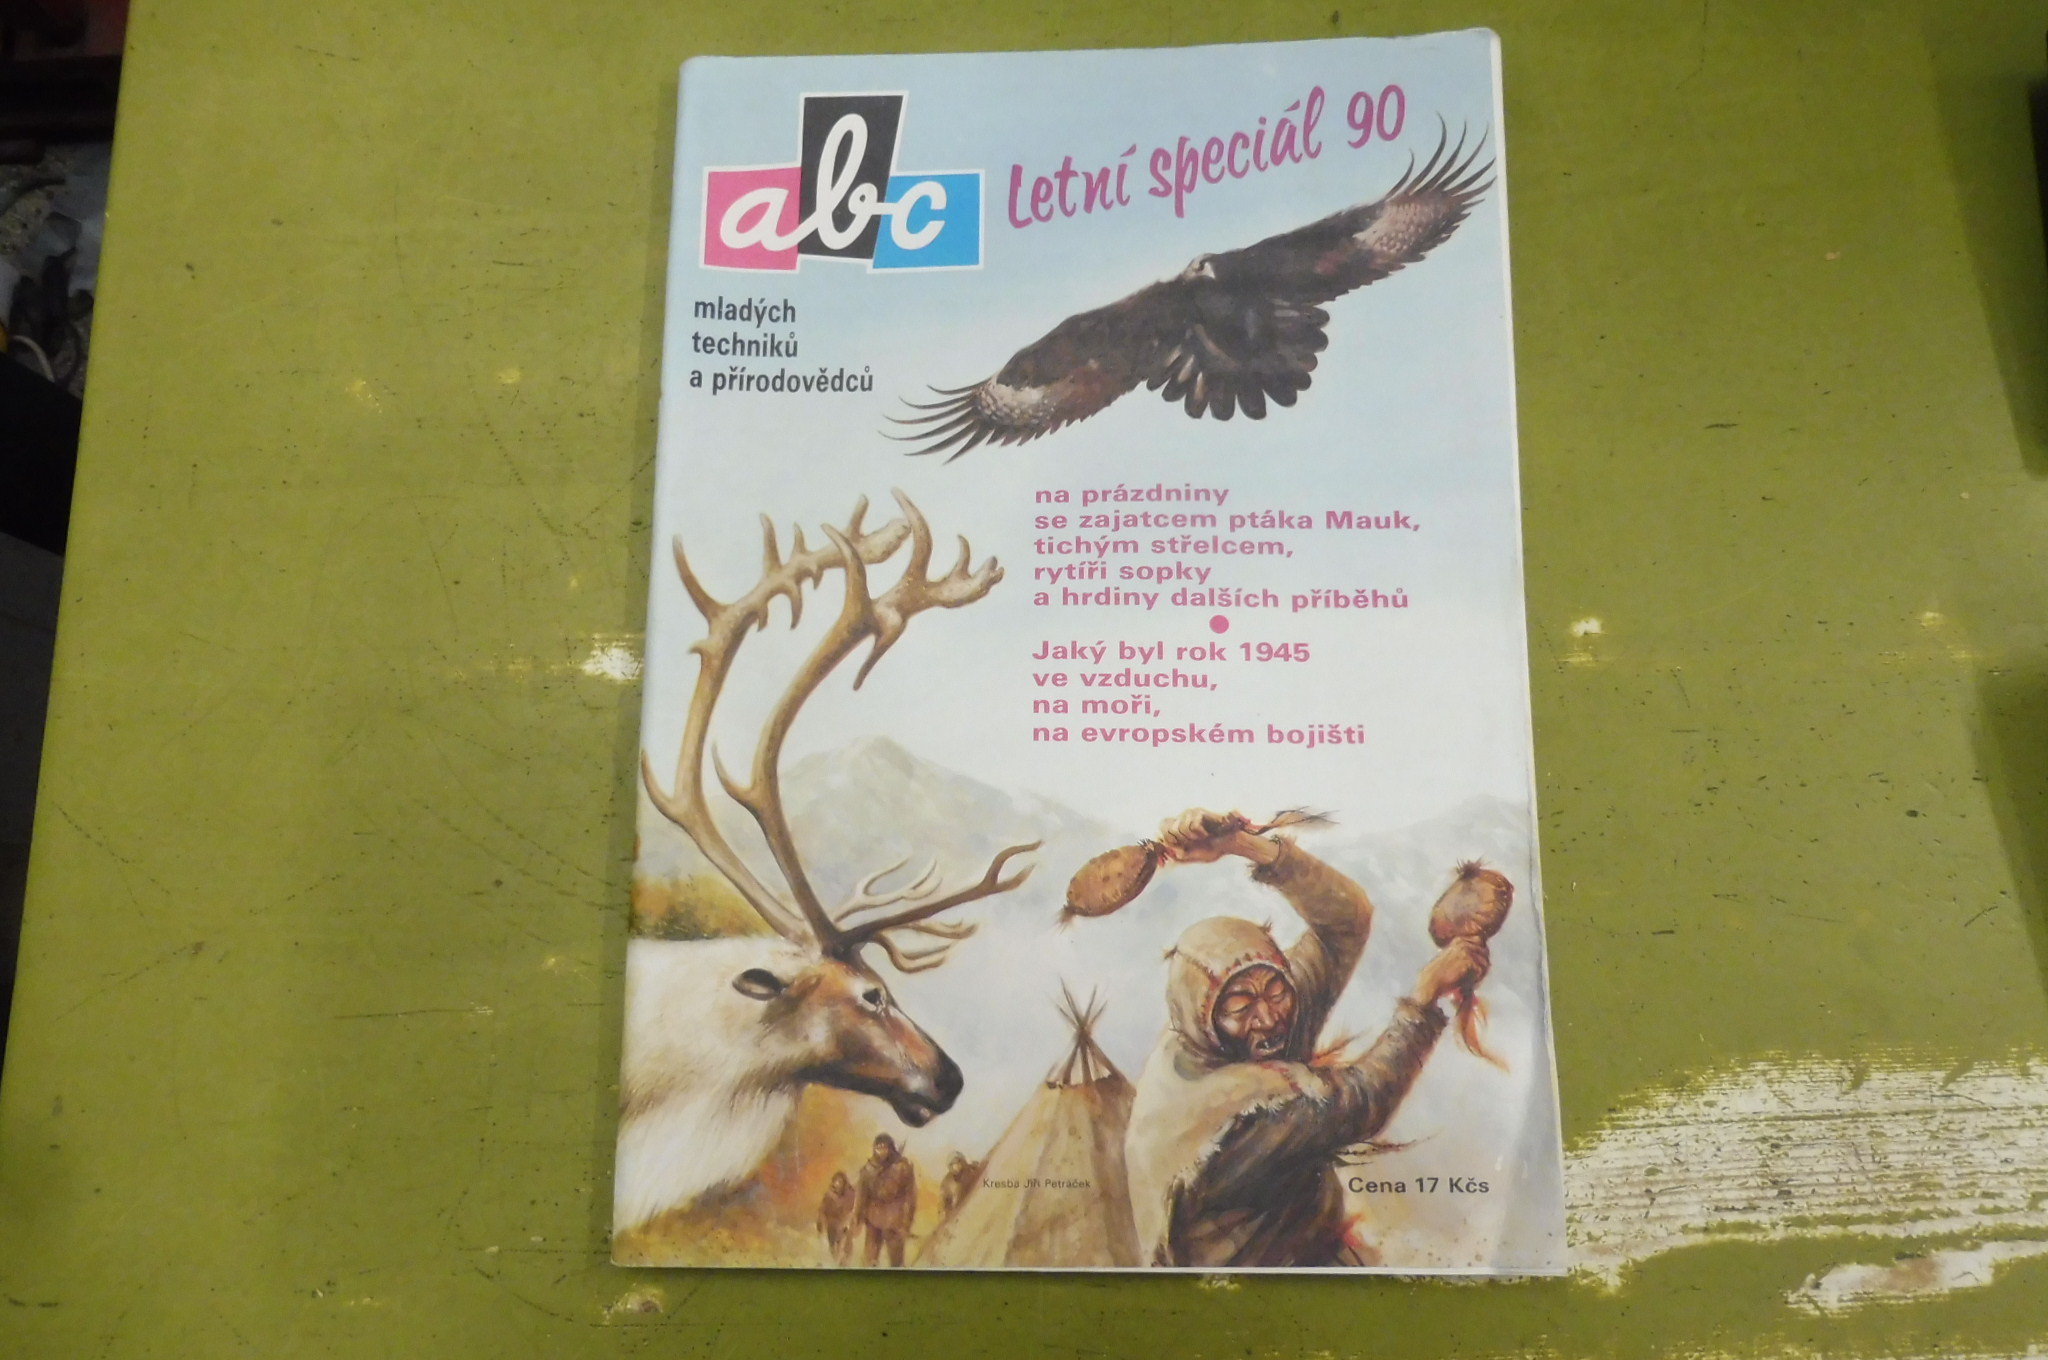 abc
Letní speciál 90
mladých
techniků
a přírodovědců
na prázdniny
se zajatcem ptáka Mauk,
tichým střelcem,
rytíři sopky
a hrdiny dalších příběhů
Jaký byl rok 1945
ve vzduchu,
na moři,
na evropském bojišti
Kresba Jiří Petráček
Cena 17 Kčs